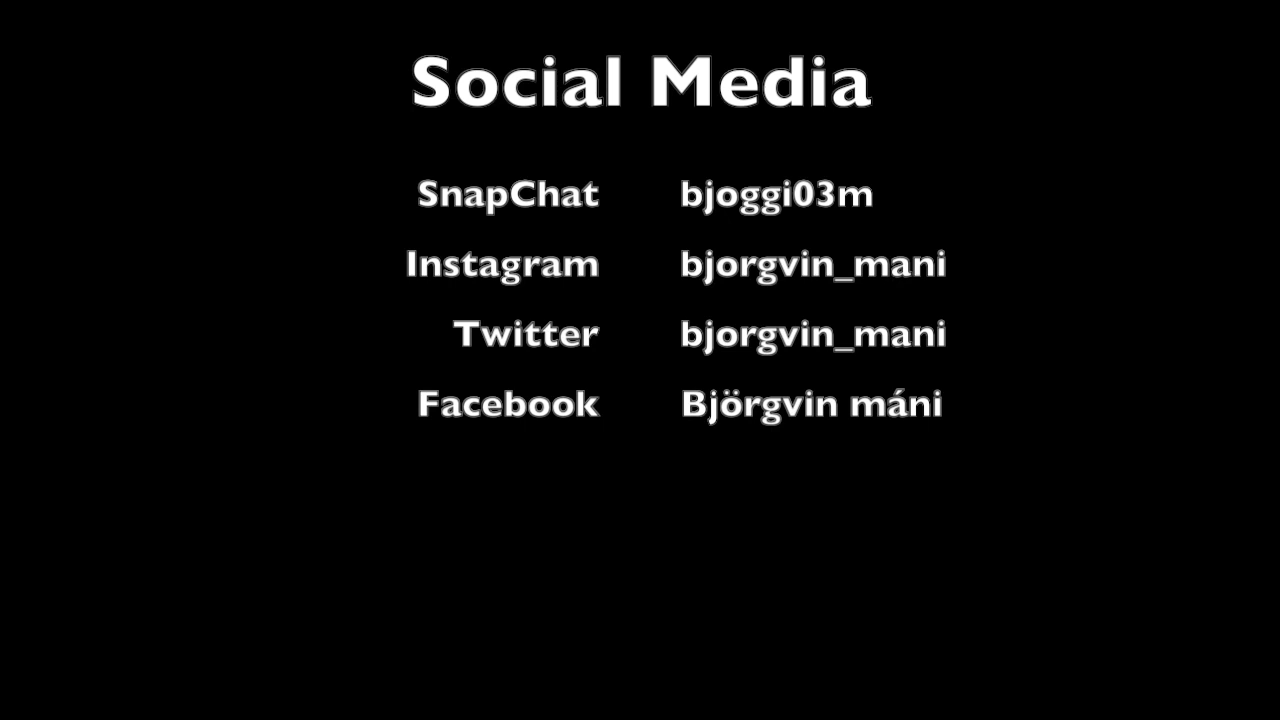 Social Media
SnapChat bjoggi03m
Instagram bjorgvin_mani
Twitter bjorgvin_mani
Facebook Björgvin máni